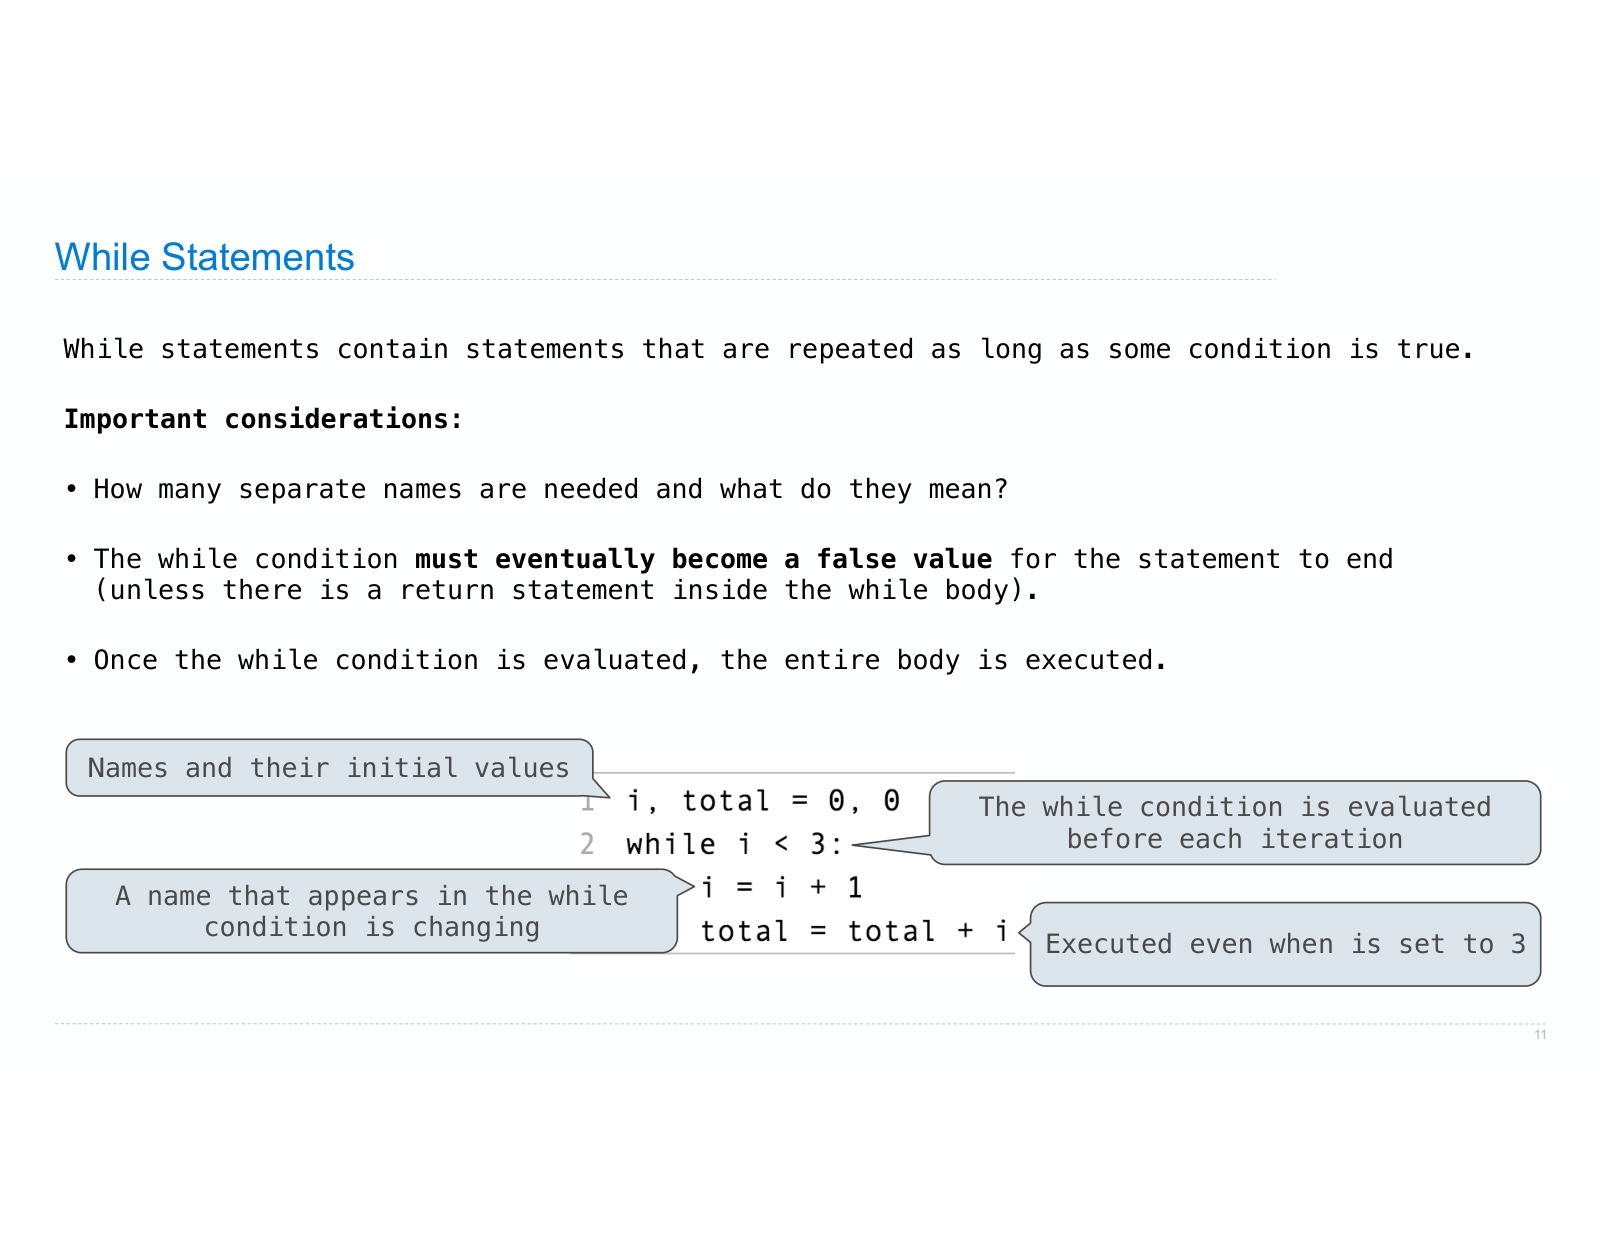 While Statements
While statements contain statements that are repeated as long as some condition is true.
Important considerations:
• How many separate names are needed and what do they mean?
• The while condition must eventually become a false value for the statement to end
(unless there is a return statement inside the while body).
• Once the while condition is evaluated, the entire body is executed.
Names and their initial values
1 i, total = 0, 0
2 while i < 3:
The while condition is evaluated
before each iteration
A name that appears in the while
condition is changing
i = i + 1
total = total + i
Executed even when is set to 3
11